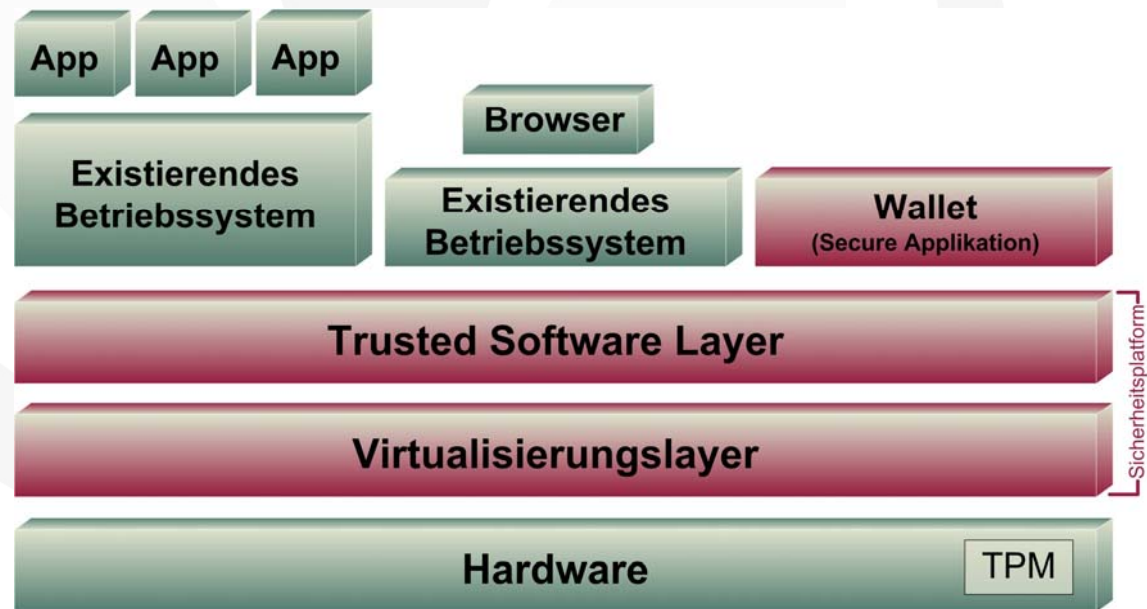 App
App
App
Browser
Existierendes
Betriebssystem
Existierendes
Betriebssystem
Wallet
(Secure Applikation)
Trusted Software Layer
Virtualisierungslayer
Sicherheitsplatform
Hardware
TPM